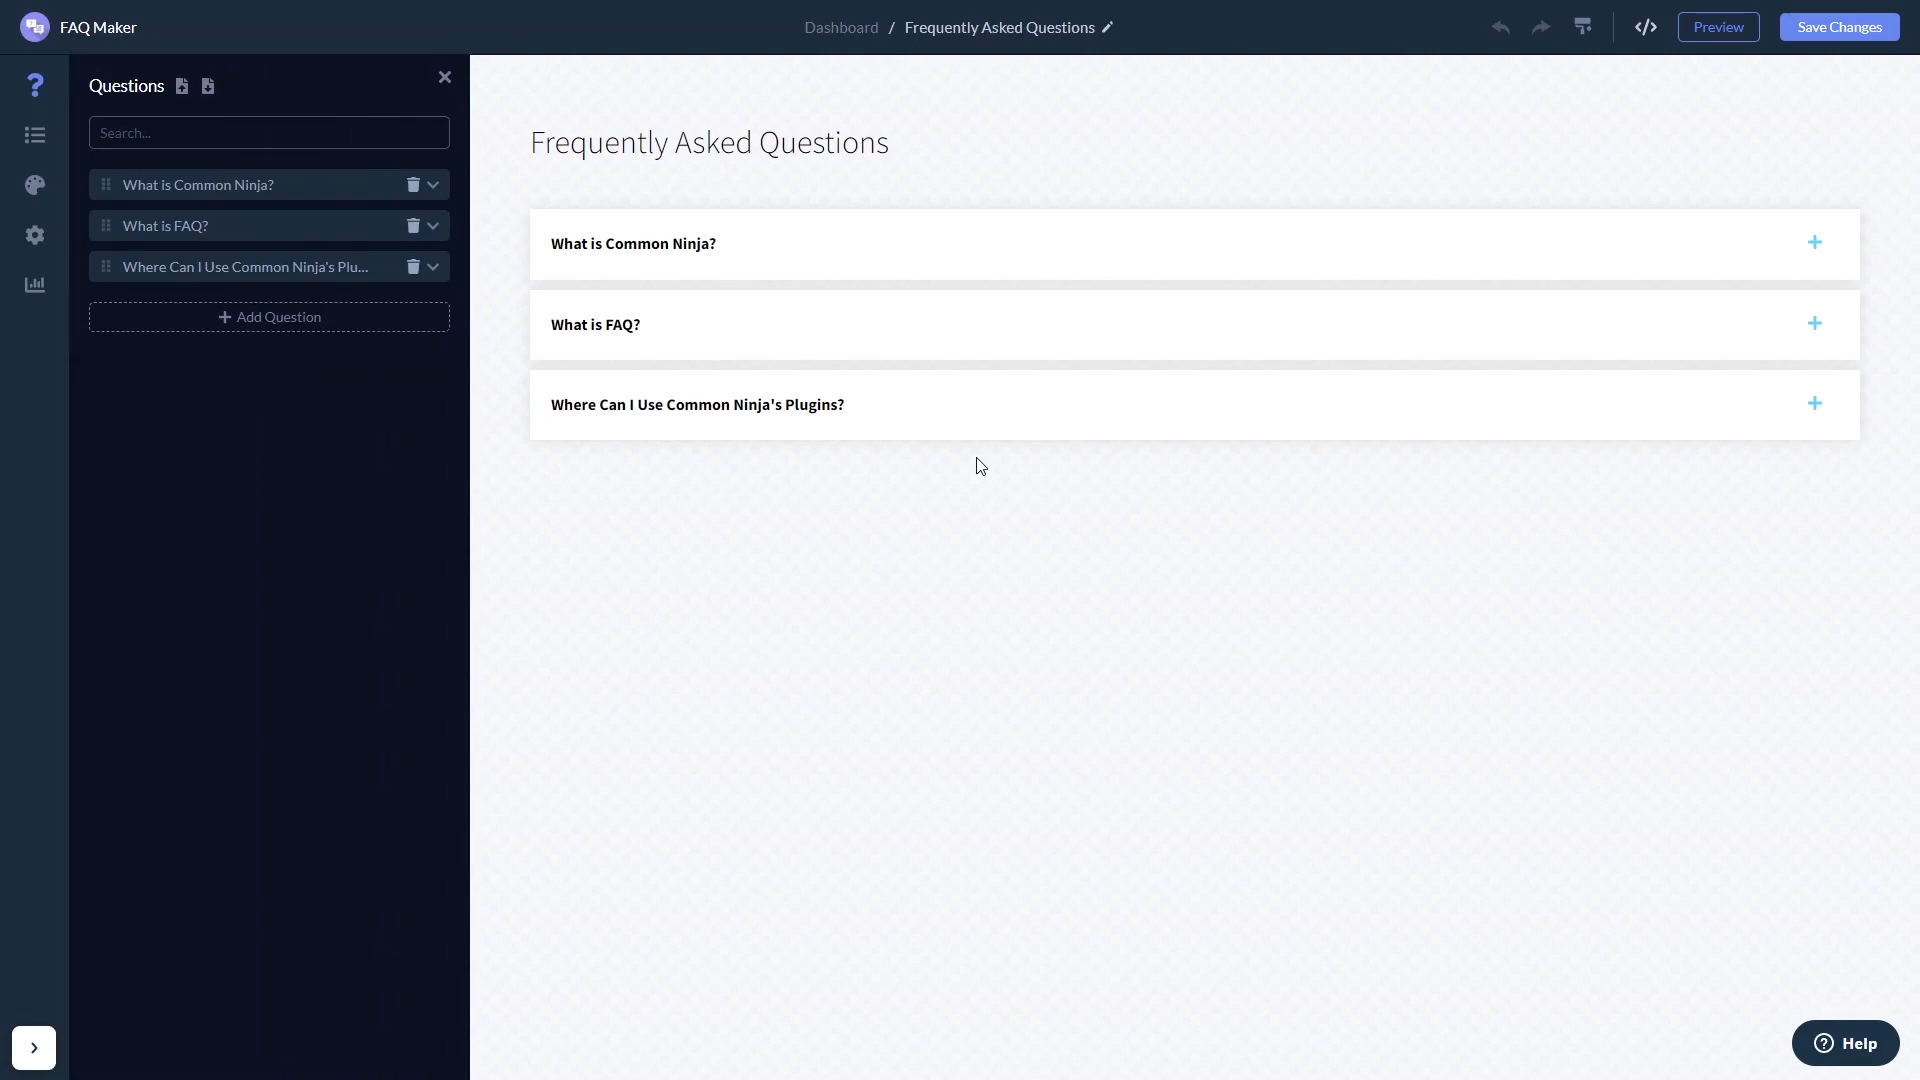 FAQ Maker
Dashboard / Frequently Asked Questions
Preview
Save Changes
Questions
Search...
What is Common Ninja?
What is FAQ?
Where Can I Use Common Ninja's Plu...
Add Question
Frequently Asked Questions
What is Common Ninja?
What is FAQ?
Where Can I Use Common Ninja's Plugins?
Help